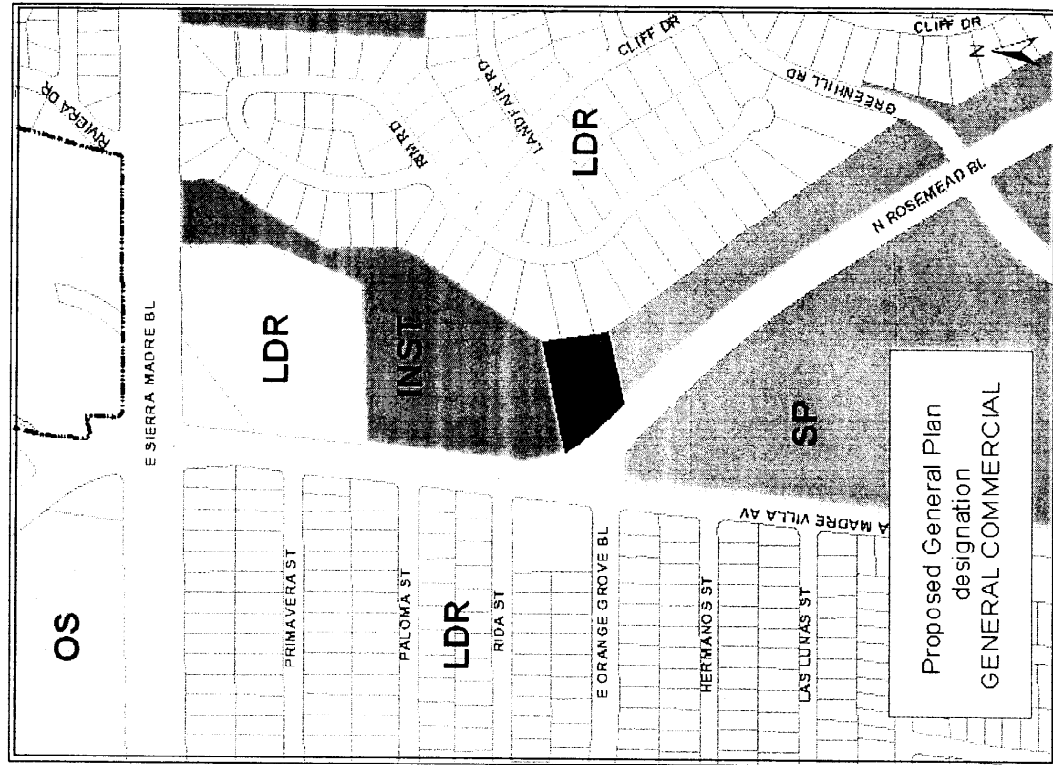 RIVIERA DR
CLIFF DR
OS
E SIERRA MADRE BL
LANDFAIR RD
CLIFF DR
RIM RD
GREENHILL RD
N
LDR
LDR
INST
N ROSEMEAD BL
PRIMAVERA ST
PALOMA ST
LDR
RIDA ST
E ORANGE GROVE BL
SP
A MADRE VILLA AV
HERMANOS ST
LAS LUNAS ST
Proposed General Plan
designation
GENERAL COMMERCIAL